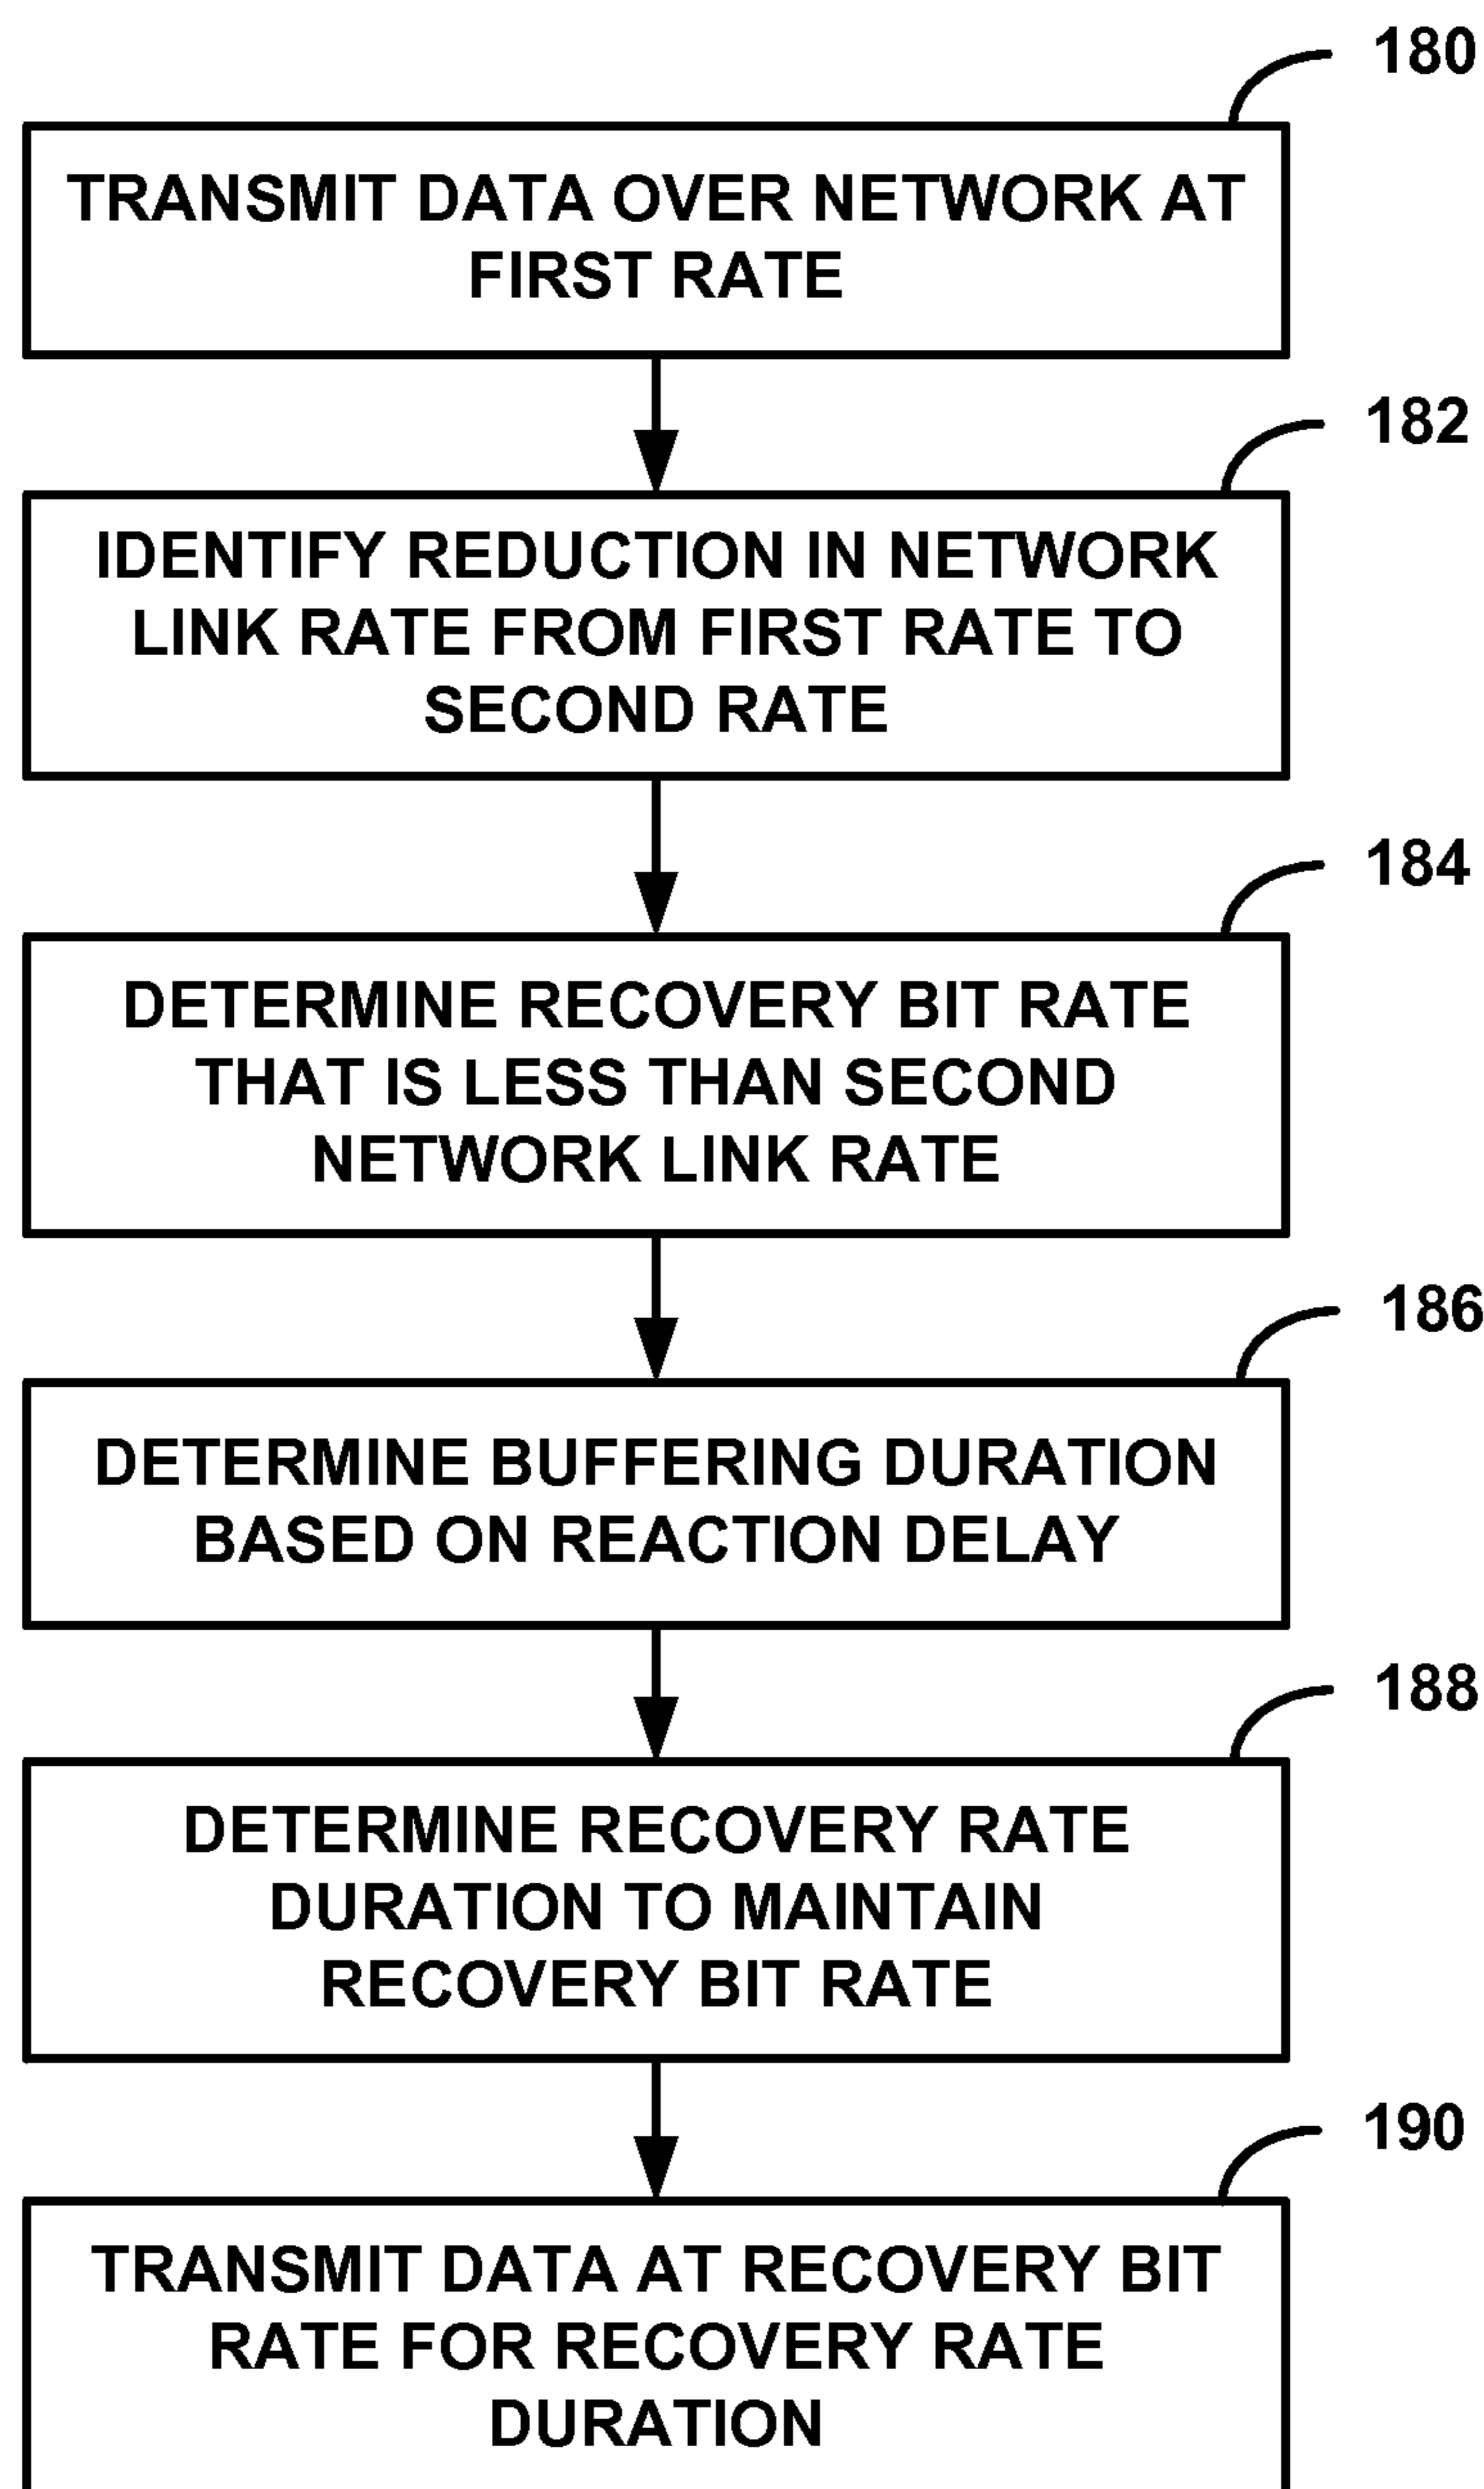 180
TRANSMIT DATA OVER NETWORK AT
FIRST RATE
182
IDENTIFY REDUCTION IN NETWORK
LINK RATE FROM FIRST RATE TO
SECOND RATE
184
DETERMINE RECOVERY BIT RATE
THAT IS LESS THAN SECOND
NETWORK LINK RATE
186
DETERMINE BUFFERING DURATION
BASED ON REACTION DELAY
188
DETERMINE RECOVERY RATE
DURATION TO MAINTAIN
RECOVERY BIT RATE
190
TRANSMIT DATA AT RECOVERY BIT
RATE FOR RECOVERY RATE
DURATION